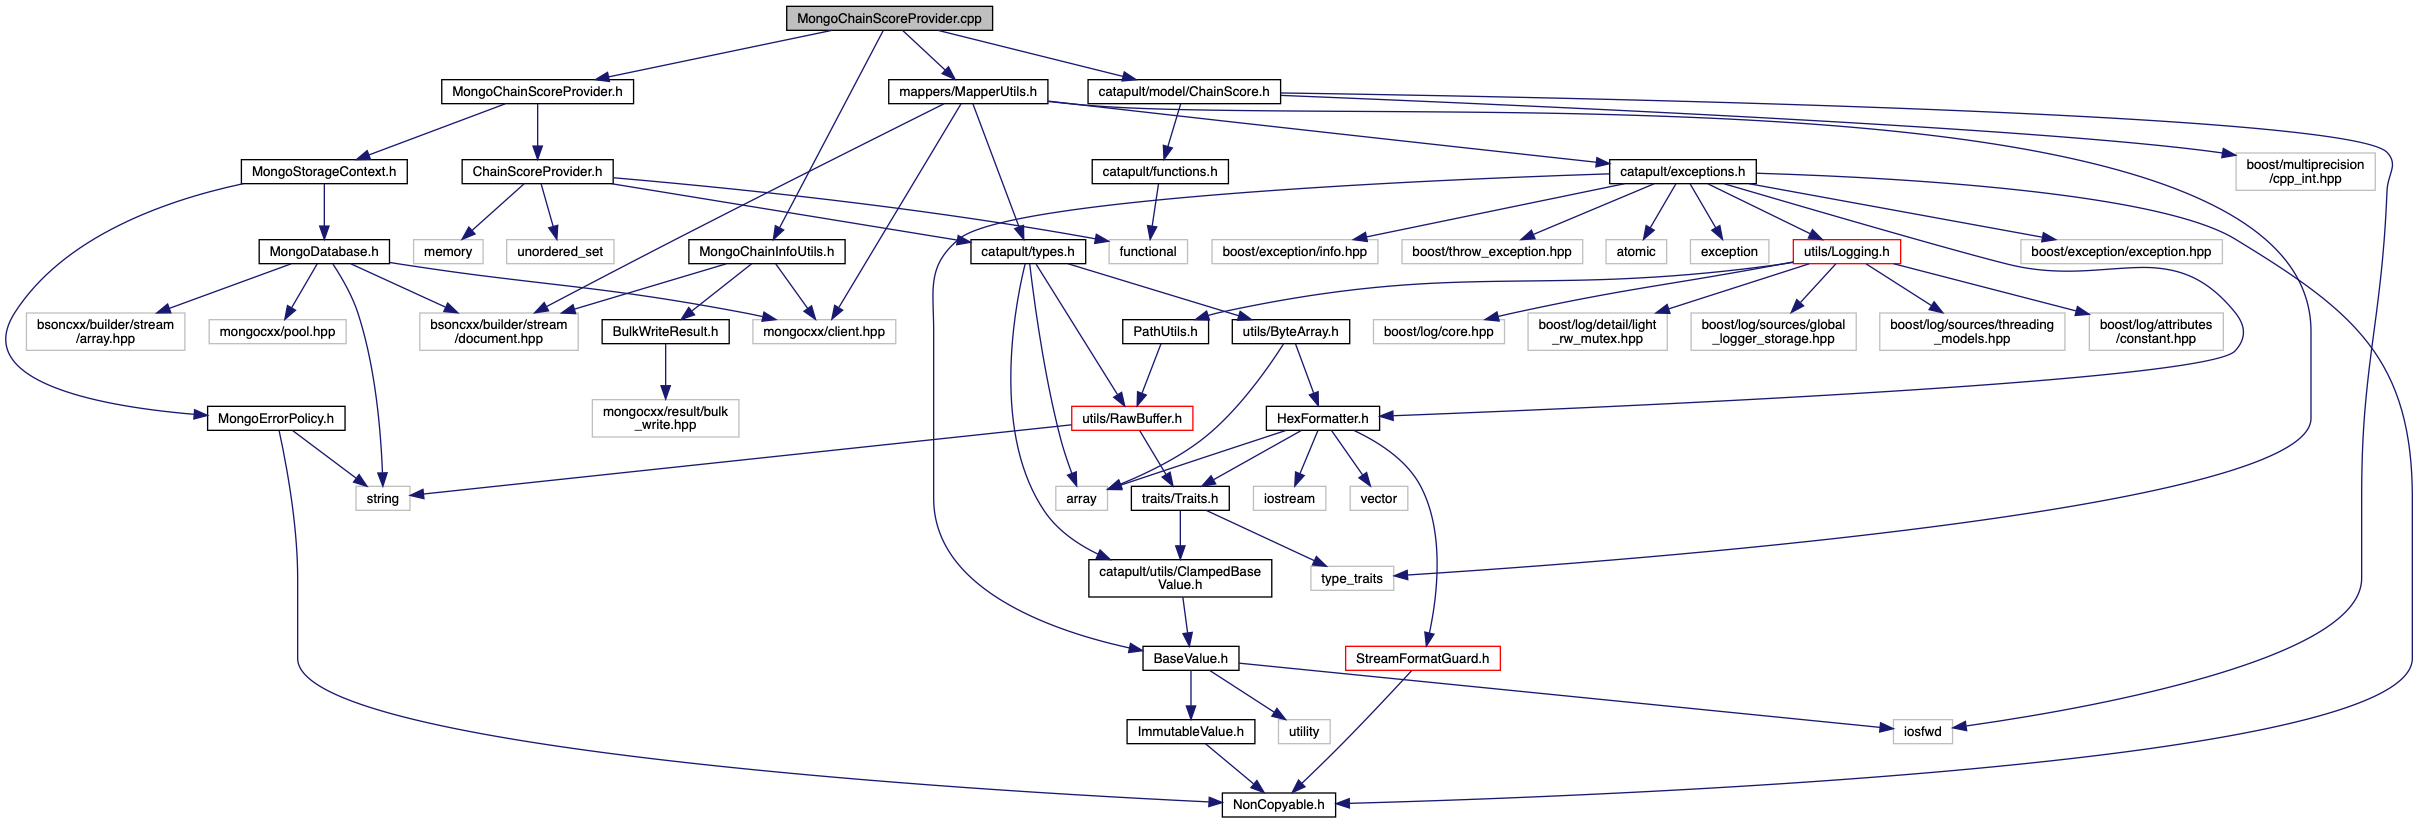 MongoChainScoreProvider.cpp
MongoChainScoreProvider.h
mappers/MapperUtils.h
catapult/model/ChainScore.h
MongoStorageContext.h
ChainScoreProvider.h
catapult/functions.h
catapult/exceptions.h
boost/multiprecision
/cpp_int.hpp
MongoDatabase.h
memory
unordered_set
MongoChainInfoUtils.h
catapult/types.h
functional
boost/exception/info.hpp
boost/throw_exception.hpp
atomic
exception
utils/Logging.h
boost/exception/exception.hpp
bsoncxx/builder/stream
/array.hpp
mongocxx/pool.hpp
bsoncxx/builder/stream
/document.hpp
BulkWriteResult.h
mongocxx/client.hpp
PathUtils.h
utils/ByteArray.h
boost/log/core.hpp
boost/log/detail/light
_rw_mutex.hpp
boost/log/sources/global
_logger_storage.hpp
boost/log/sources/threading
_models.hpp
boost/log/attributes
/constant.hpp
MongoErrorPolicy.h
mongocxx/result/bulk
_write.hpp
utils/RawBuffer.h
HexFormatter.h
string
array
traits/Traits.h
iostream
vector
catapult/utils/ClampedBase
Value.h
type_traits
BaseValue.h
StreamFormatGuard.h
ImmutableValue.h
utility
iosfwd
NonCopyable.h